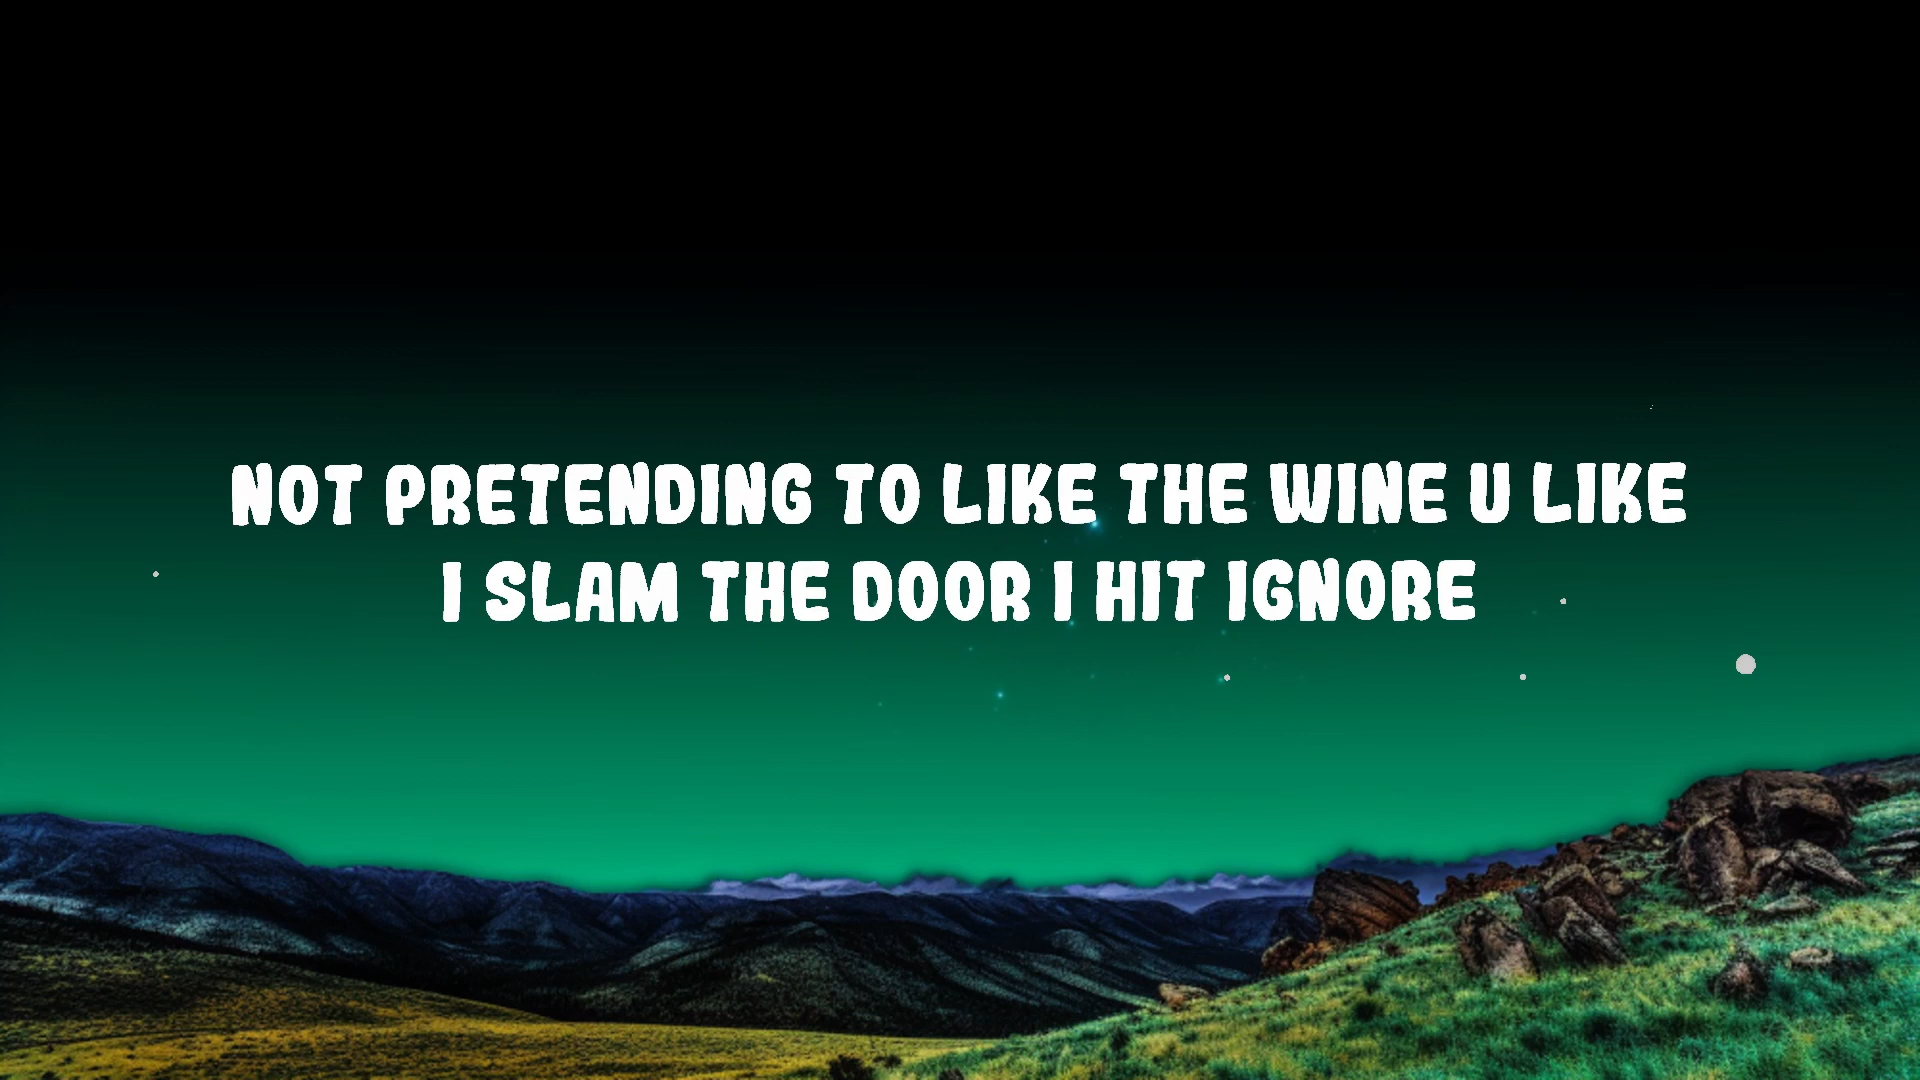 NOT PRETENDING TO LIKE THE WINE U LIKE
I SLAM THE DOOR I HIT IGNORE